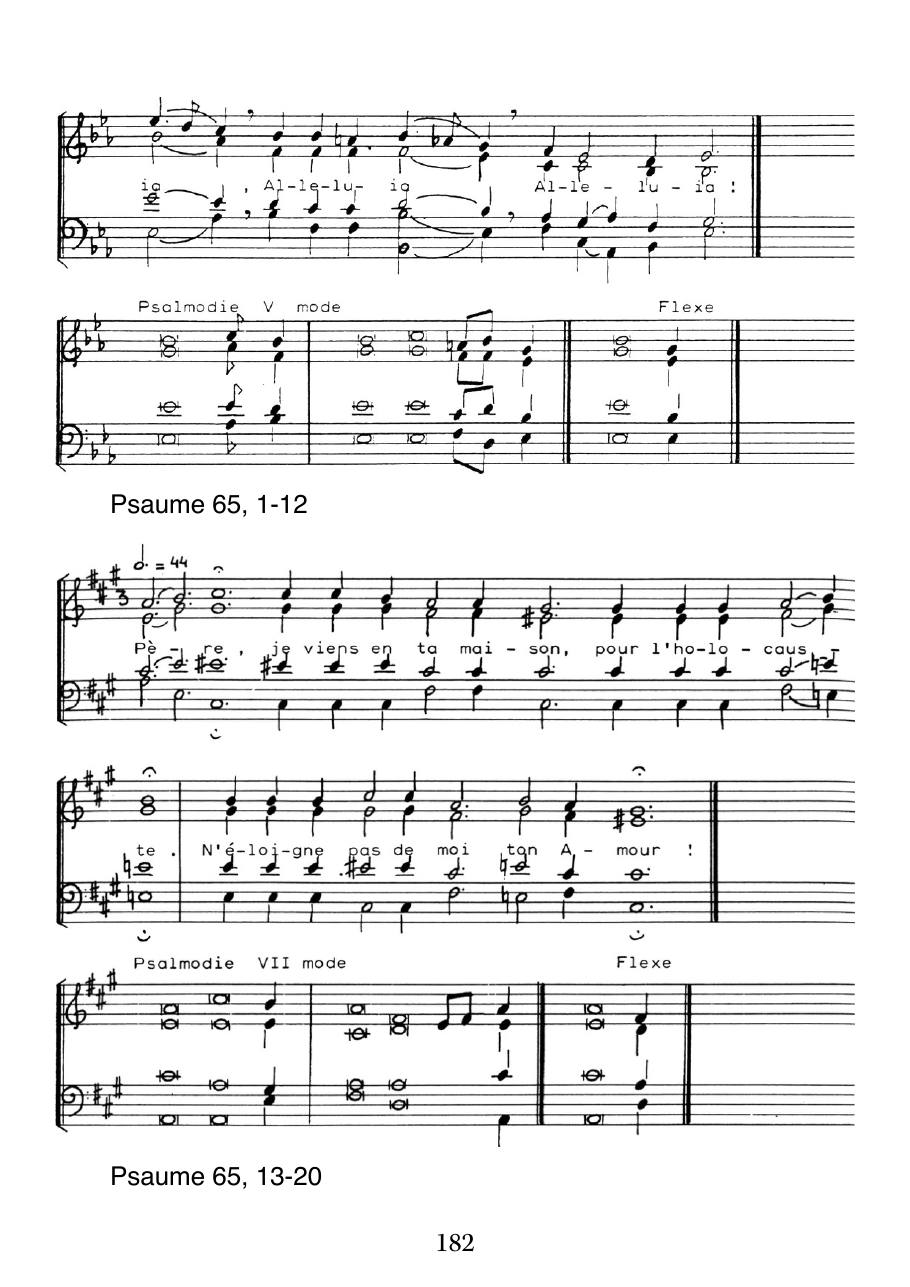 ia , Al-le-lu- ia Al-le - lu - ia !
Psalmodie V mode Flexe
Psaume 65, 1-12
= 44
3
Pè - re , je viens en ta mai - son, pour l'ho-lo - caus -
te . N'é-loi-gne pas de moi ton A - mour !
Psalmodie VII mode Flexe
Psaume 65, 13-20
182